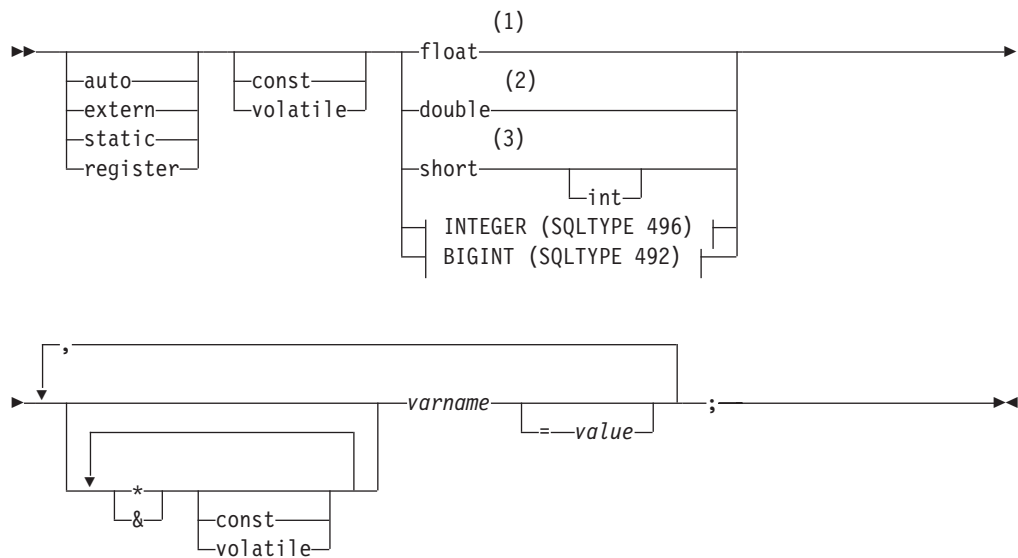 (1)
float
auto
const
(2)
extern
volatile
double
static
(3)
register
short
int
INTEGER (SQLTYPE 496)
BIGINT (SQLTYPE 492)
,
varname
;
= value
*
&
const
volatile